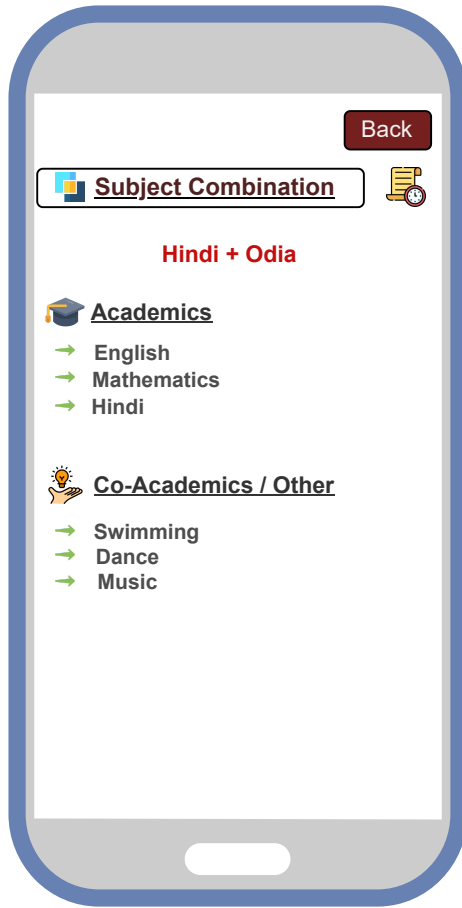 Back
Subject Combination
Hindi + Odia
Academics
English
Mathematics
Hindi
Co-Academics / Other
Swimming
Dance
Music